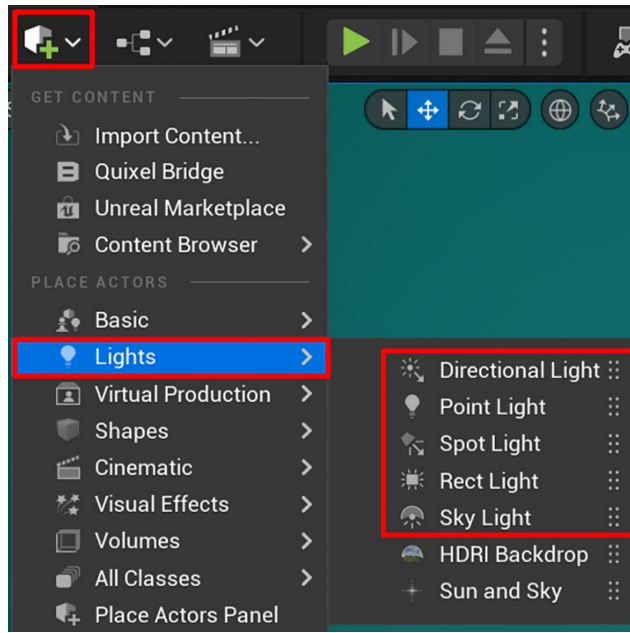 GET CONTENT
Import Content...
Quixel Bridge
Unreal Marketplace
Content Browser
PLACE ACTORS
Basic
Lights
Virtual Production
Shapes
Cinematic
Visual Effects
Volumes
All Classes
Place Actors Panel
Directional Light
Point Light
Spot Light
Rect Light
Sky Light
HDRI Backdrop
Sun and Sky